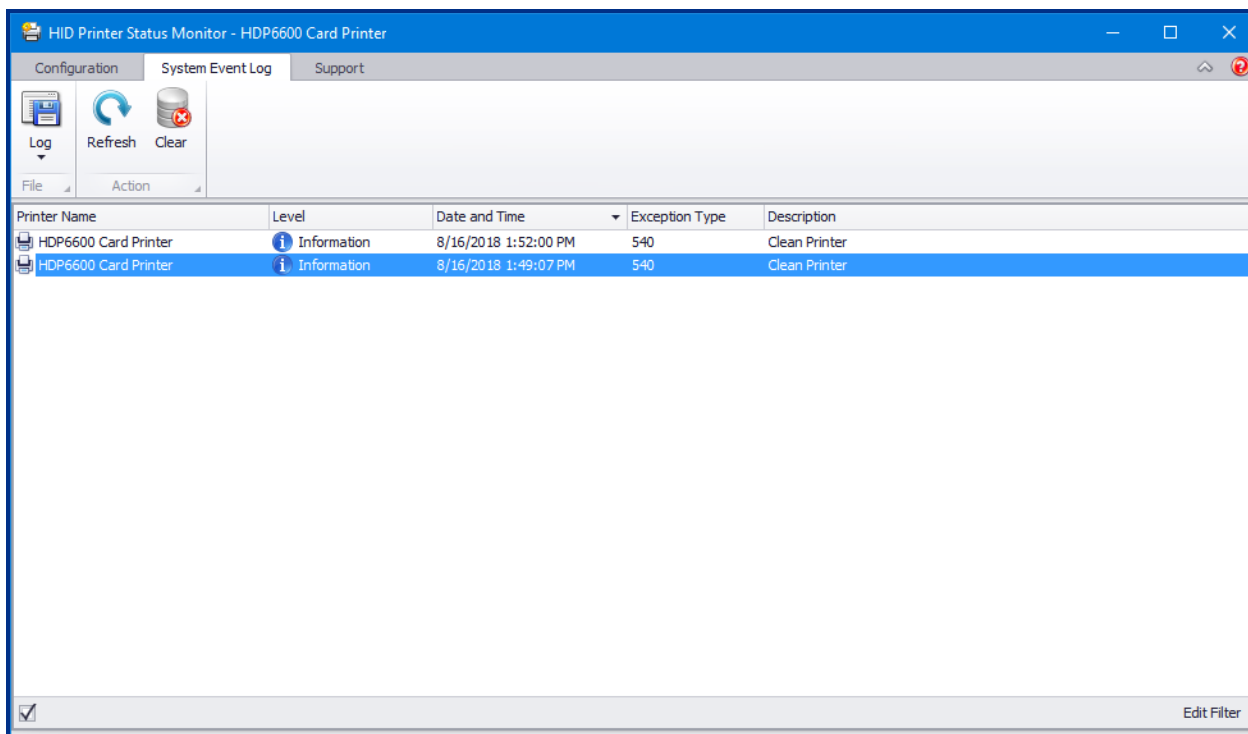 HID Printer Status Monitor - HDP6600 Card Printer
Configuration System Event Log Support
Log Refresh Clear
File Action
Printer Name Level Date and Time Exception Type Description
HDP6600 Card Printer Information 8/16/2018 1:52:00 PM 540 Clean Printer
HDP6600 Card Printer Information 8/16/2018 1:49:07 PM 540 Clean Printer
Edit Filter